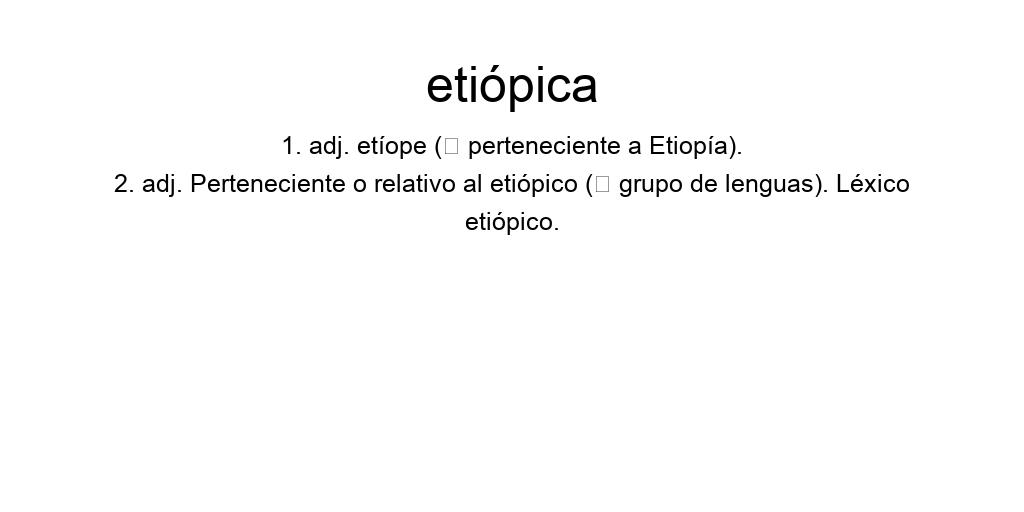 etiópica
1. adj. etíope (□ perteneciente a Etiopía).
2. adj. Perteneciente o relativo al etiópico (□ grupo de lenguas). Léxico
etiópico.